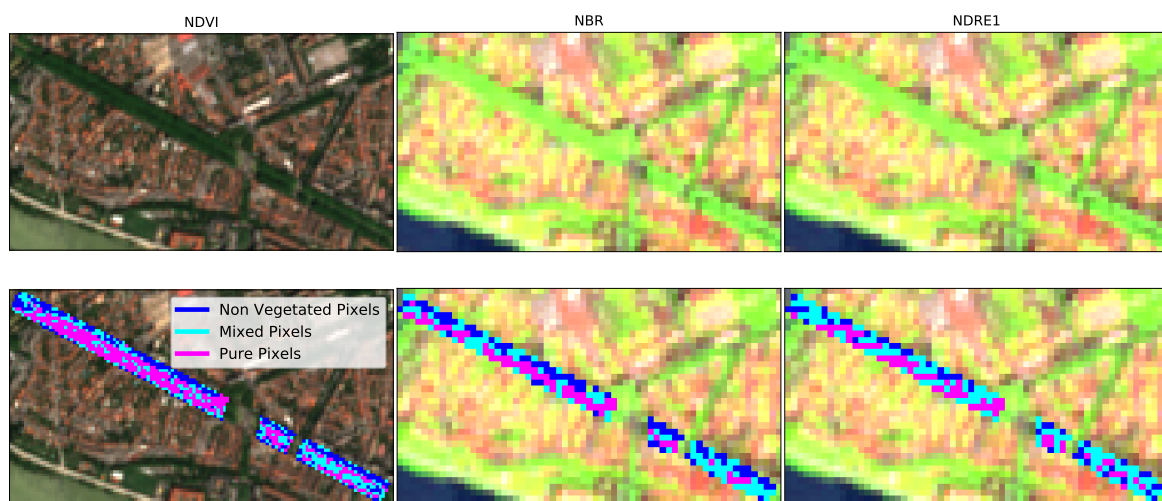 NDVI
NBR
NDRE1
Non Vegetated Pixels
Mixed Pixels
Pure Pixels